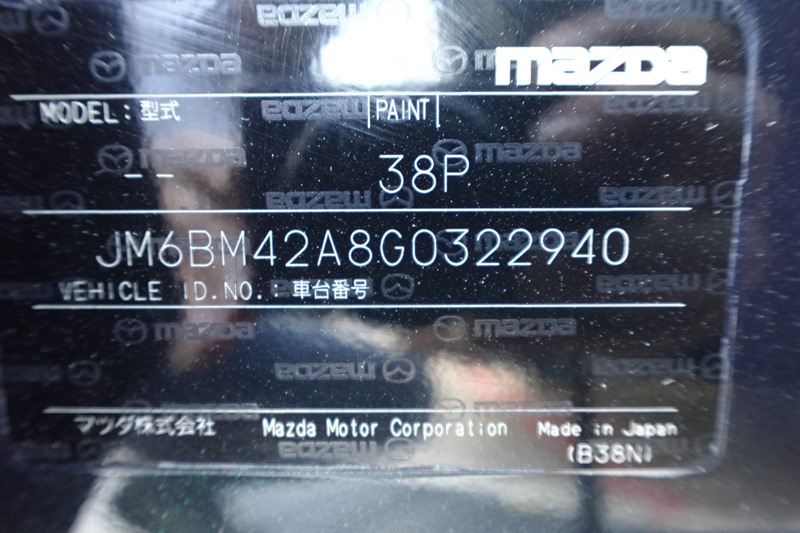 mazda
MODEL：型式 PAINT
-- 38P
JM6BM42A8G0322940
VEHICLE ID.NO.：車台番号
マツダ株式会社 Mazda Motor Corporation Made in Japan
(B38N)